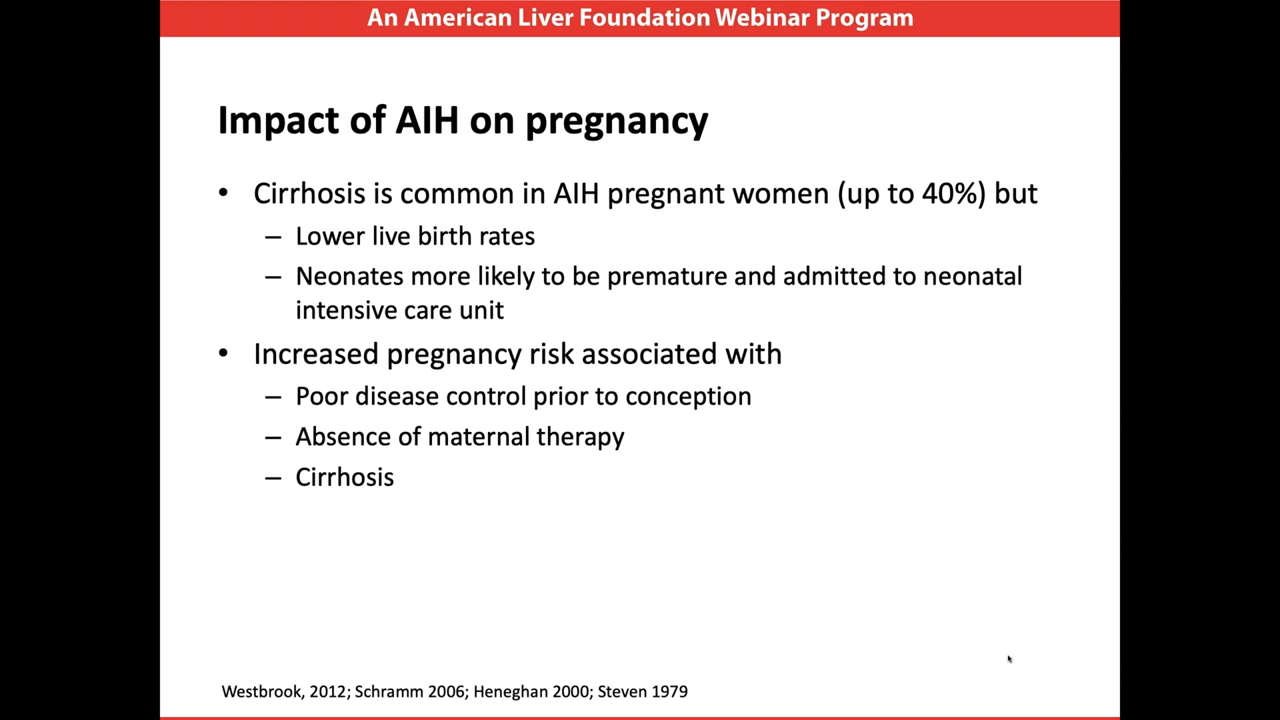 An American Liver Foundation Webinar Program
Impact of AIH on pregnancy
• Cirrhosis is common in AIH pregnant women (up to 40%) but
– Lower live birth rates
– Neonates more likely to be premature and admitted to neonatal
intensive care unit
• Increased pregnancy risk associated with
– Poor disease control prior to conception
– Absence of maternal therapy
– Cirrhosis
Westbrook, 2012; Schramm 2006; Heneghan 2000; Steven 1979